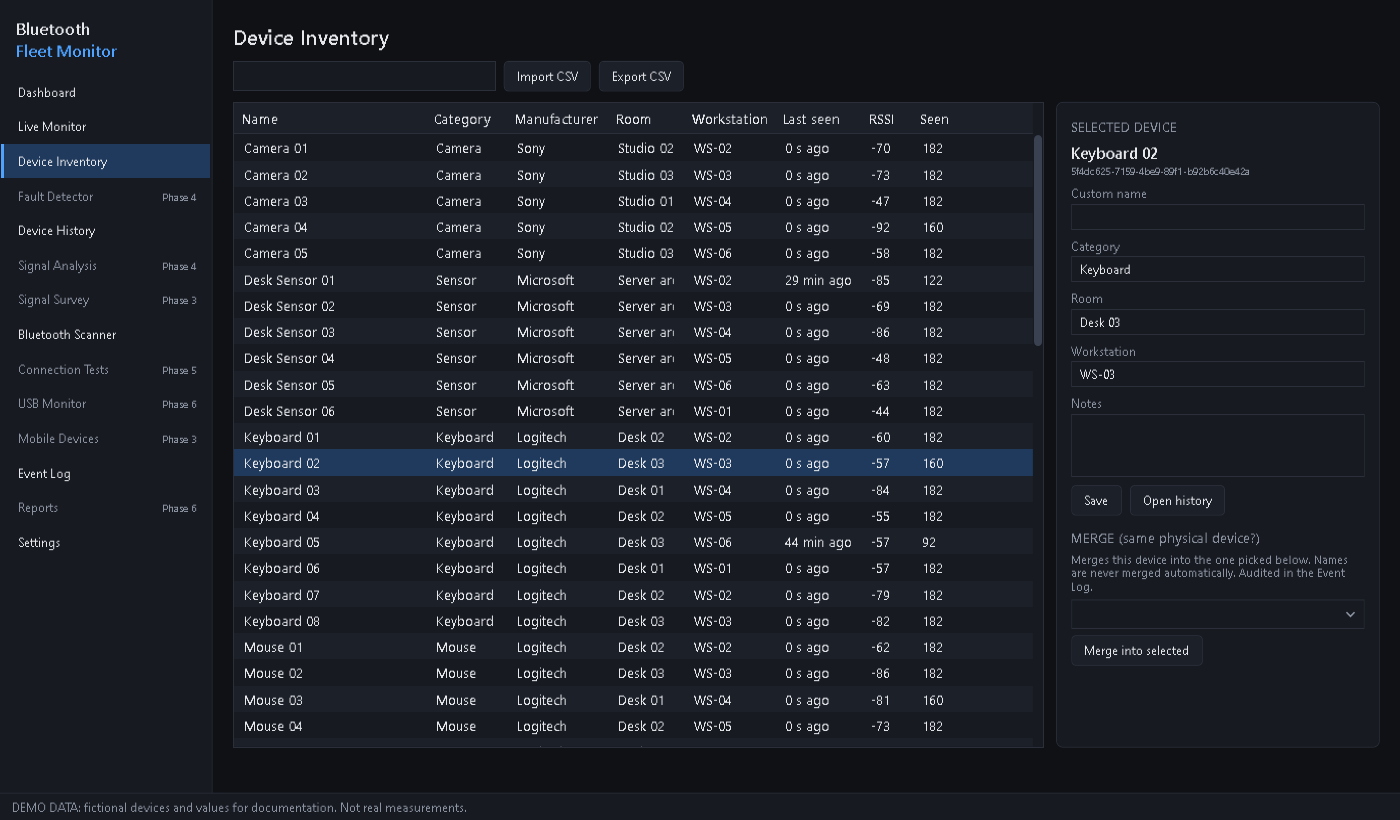 Bluetooth
Fleet Monitor
Dashboard
Live Monitor
Device Inventory
Fault Detector Phase 4
Device History
Signal Analysis Phase 4
Signal Survey Phase 3
Bluetooth Scanner
Connection Tests Phase 5
USB Monitor Phase 6
Mobile Devices Phase 3
Event Log
Reports Phase 6
Settings
Device Inventory
Import CSV Export CSV
Name Category Manufacturer Room Workstation Last seen RSSI Seen
Camera 01 Camera Sony Studio 02 WS-02 0 s ago -70 182
Camera 02 Camera Sony Studio 03 WS-03 0 s ago -73 182
Camera 03 Camera Sony Studio 01 WS-04 0 s ago -47 182
Camera 04 Camera Sony Studio 02 WS-05 0 s ago -92 160
Camera 05 Camera Sony Studio 03 WS-06 0 s ago -58 182
Desk Sensor 01 Sensor Microsoft Server WS-02 29 min ago -85 122
Desk Sensor 02 Sensor Microsoft Server WS-03 0 s ago -69 182
Desk Sensor 03 Sensor Microsoft Server WS-04 0 s ago -86 182
Desk Sensor 04 Sensor Microsoft Server WS-05 0 s ago -48 182
Desk Sensor 05 Sensor Microsoft Server WS-06 0 s ago -63 182
Desk Sensor 06 Sensor Microsoft Server WS-01 0 s ago -44 182
Keyboard 01 Keyboard Logitech Desk 02 WS-02 0 s ago -60 182
Keyboard 02 Keyboard Logitech Desk 03 WS-03 0 s ago -57 160
Keyboard 03 Keyboard Logitech Desk 01 WS-04 0 s ago -84 182
Keyboard 04 Keyboard Logitech Desk 02 WS-05 0 s ago -55 182
Keyboard 05 Keyboard Logitech Desk 03 WS-06 44 min ago -57 92
Keyboard 06 Keyboard Logitech Desk 01 WS-01 0 s ago -57 182
Keyboard 07 Keyboard Logitech Desk 02 WS-02 0 s ago -79 182
Keyboard 08 Keyboard Logitech Desk 03 WS-03 0 s ago -82 182
Mouse 01 Mouse Logitech Desk 02 WS-02 0 s ago -62 182
Mouse 02 Mouse Logitech Desk 03 WS-03 0 s ago -86 182
Mouse 03 Mouse Logitech Desk 01 WS-04 0 s ago -81 160
Mouse 04 Mouse Logitech Desk 02 WS-05 0 s ago -73 182
SELECTED DEVICE
Keyboard 02
5f4dc625-7159-4be9-89f1-b92b6c40e42a
Custom name
Category
Keyboard
Room
Desk 03
Workstation
WS-03
Notes
Save Open history
MERGE (same physical device?)
Merges this device into the one picked below. Names
are never merged automatically. Audited in the Event
Log.
Merge into selected
DEMO DATA: fictional devices and values for documentation. Not real measurements.